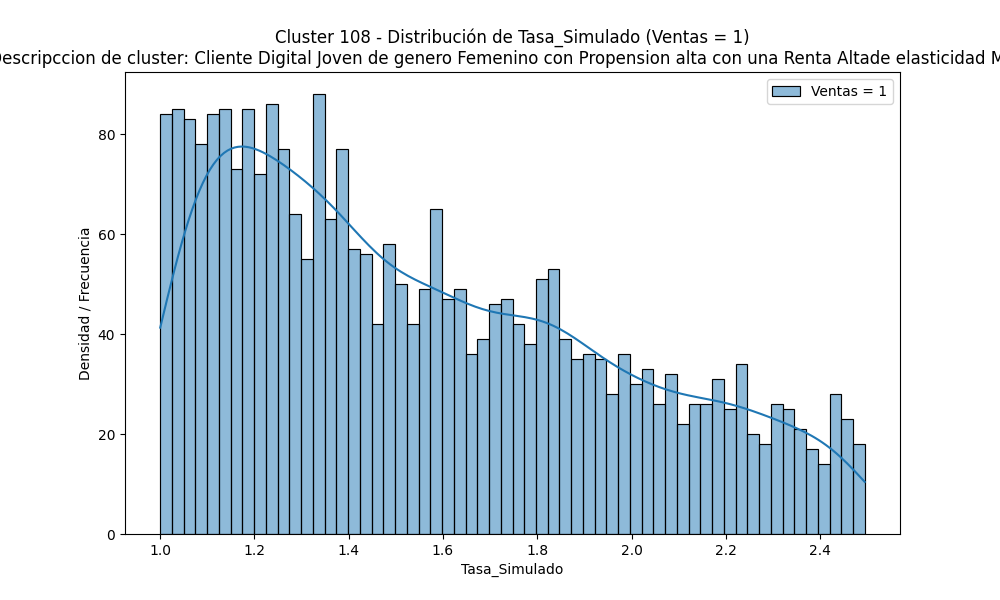 Cluster 108 - Distribución de Tasa_Simulado (Ventas = 1)
Descripccion de cluster: Cliente Digital Joven de genero Femenino con Propension alta con una Renta Altade elasticidad M
Ventas = 1
Densidad / Frecuencia
80
60
40
20
0
1.0 1.2 1.4 1.6 1.8 2.0 2.2 2.4
Tasa_Simulado